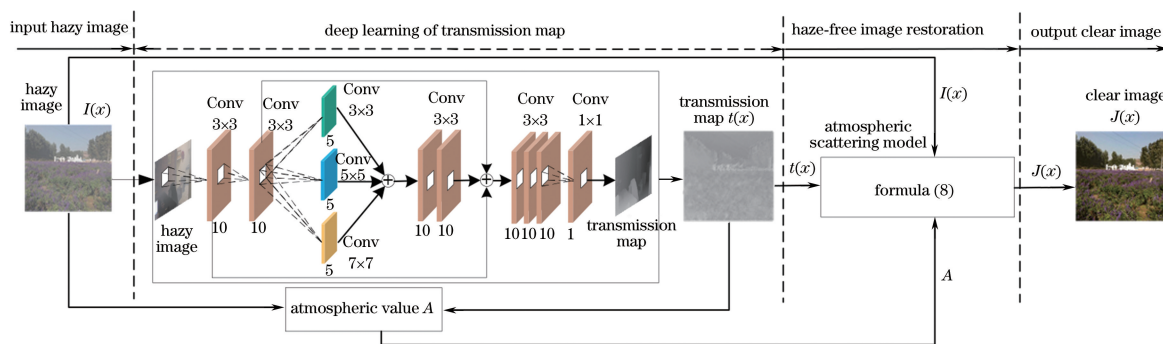 input hazy image
deep learning of transmission map
haze-free image restoration
output clear image
hazy
image
I(x)
Conv
3×3
10
Conv
3×3
10
hazy
image
Conv
3×3
5
Conv
5×5
5
Conv
7×7
5
+
Conv
3×3
10 10
+
Conv
3×3
10 10 10
Conv
1×1
1
transmission
map
transmission
map t(x)
t(x)
I(x)
atmospheric
scattering model
formula (8)
A
J(x)
clear image
J(x)
atmospheric value A